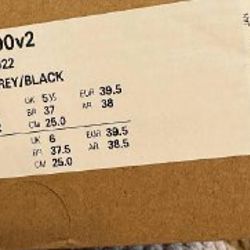 00v2
022
REY/BLACK
UK 5½ EUR 39.5
BR 37 AR 38
CM 25.0
UK 6 EUR 39.5
BR 37.5 AR 38.5
CM 25.0